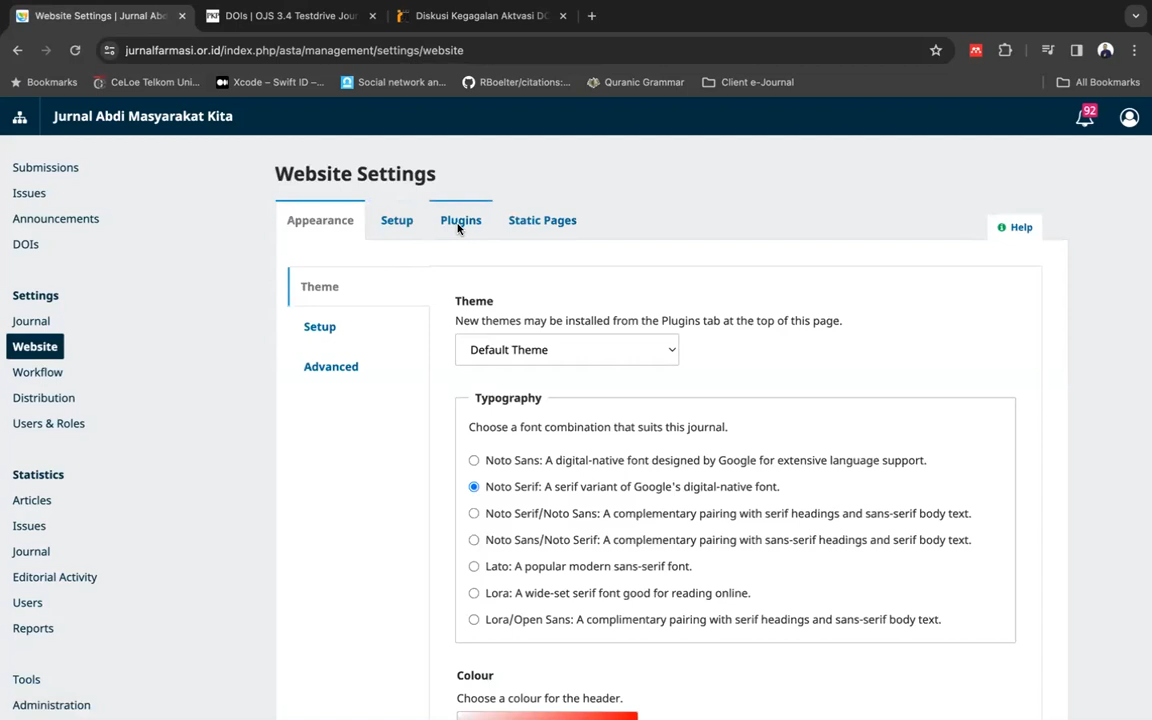 Website Settings | Jurnal Abd
DOIs | OJS 3.4 Testdrive Jour
Diskusi Kegagalan Aktvasi DO
jurnalfarmasi.or.id/index.php/asta/management/settings/website
Bookmarks
CeLoe Telkom Uni...
Xcode – Swift ID –...
Social network an...
RBoelter/citations:...
Quranic Grammar
Client e-Journal
All Bookmarks
Jurnal Abdi Masyarakat Kita
92
Submissions
Issues
Announcements
DOIs
Settings
Journal
Website
Workflow
Distribution
Users & Roles
Statistics
Articles
Issues
Journal
Editorial Activity
Users
Reports
Tools
Administration
Website Settings
Appearance
Setup
Plugins
Static Pages
Help
Theme
Setup
Advanced
Theme
New themes may be installed from the Plugins tab at the top of this page.
Default Theme
Typography
Choose a font combination that suits this journal.
Noto Sans: A digital-native font designed by Google for extensive language support.
Noto Serif: A serif variant of Google's digital-native font.
Noto Serif/Noto Sans: A complementary pairing with serif headings and sans-serif body text.
Noto Sans/Noto Serif: A complementary pairing with sans-serif headings and serif body text.
Lato: A popular modern sans-serif font.
Lora: A wide-set serif font good for reading online.
Lora/Open Sans: A complimentary pairing with serif headings and sans-serif body text.
Colour
Choose a colour for the header.